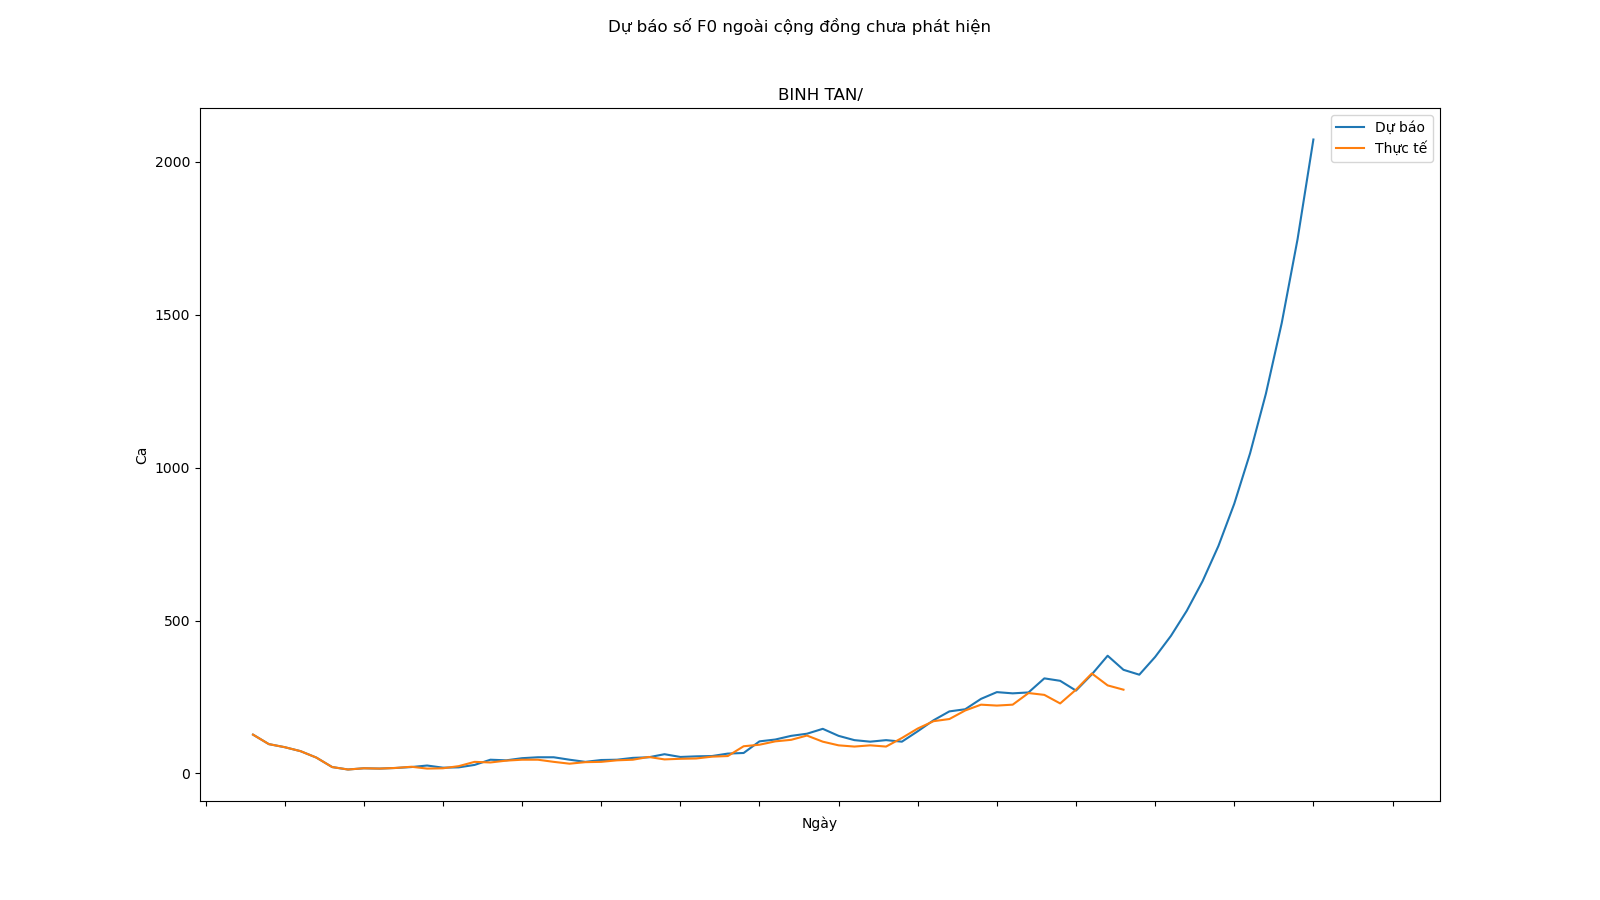 Dự báo số F0 ngoài cộng đồng chưa phát hiện
BINH TAN/
Dự báo
Thực tế
2000
1500
1000
500
0
Ca
Ngày